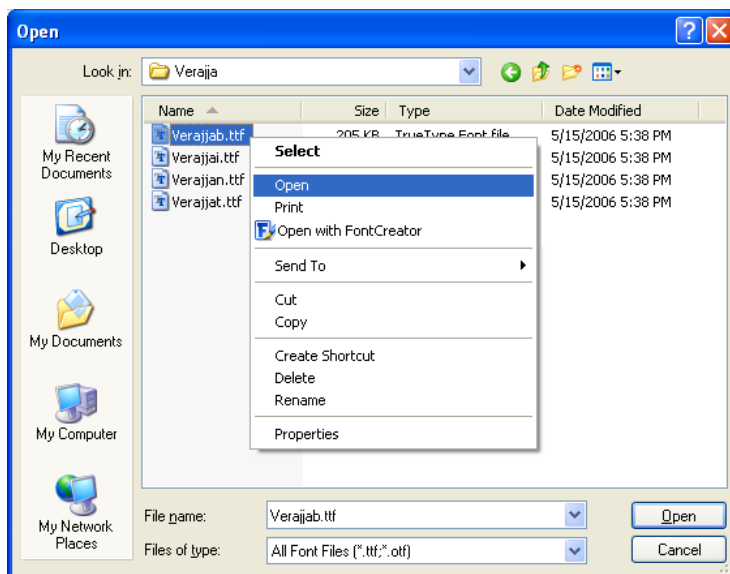 Open
Look in: Verajja
Name Size Type Date Modified
Verajjab.ttf 205 KB TrueType Font file 5/15/2006 5:38 PM
Verajjai.ttf 5/15/2006 5:38 PM
Verajjan.ttf 5/15/2006 5:38 PM
Verajjat.ttf 5/15/2006 5:38 PM
Select
Open
Print
Open with FontCreator
Send To
Cut
Copy
Create Shortcut
Delete
Rename
Properties
My Recent
Documents
Desktop
My Documents
My Computer
My Network
Places
File name: Verajjab.ttf Open
Files of type: All Font Files (*.ttf;*.otf) Cancel